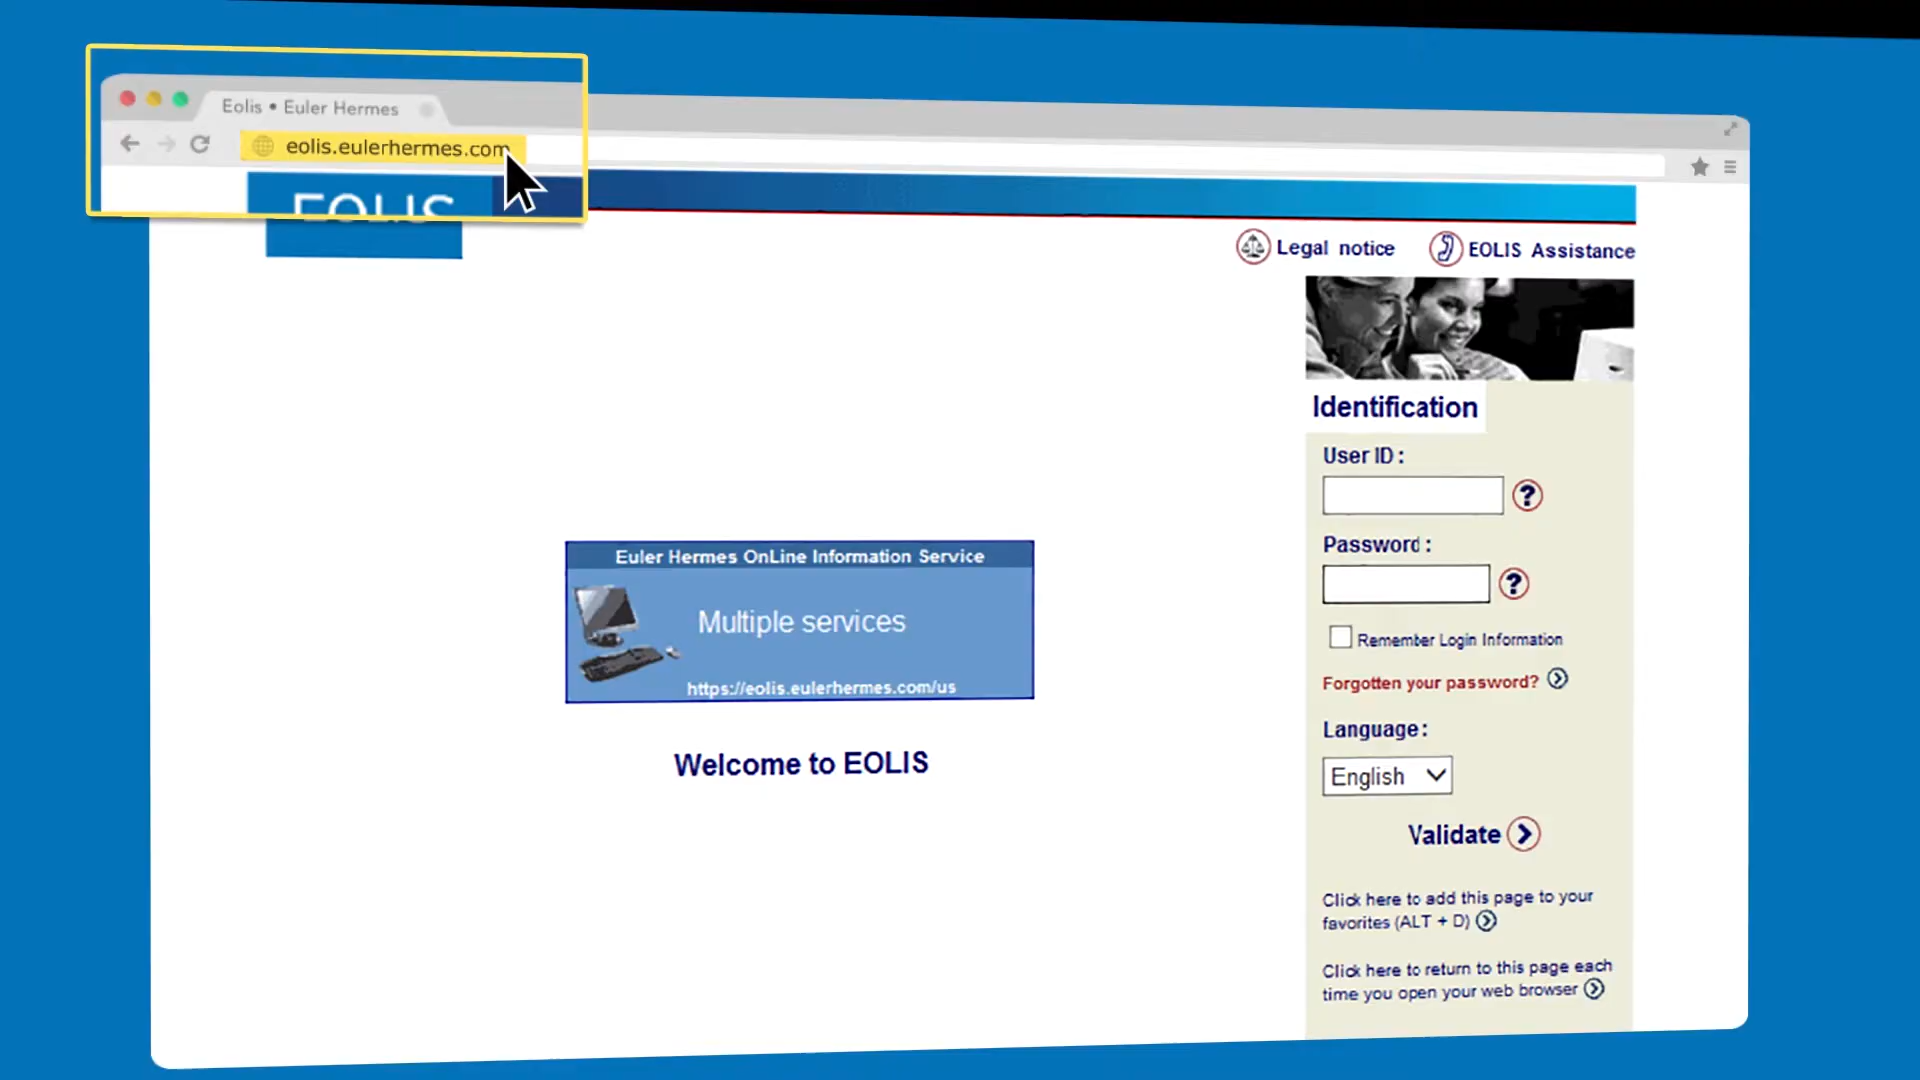 Eolis • Euler Hermes
eolis.eulerhermes.com
EOLIS
Legal notice
EOLIS Assistance
Identification
User ID :
?
Password :
?
Remember Login Information
Forgotten your password?
Language :
English
Validate
Click here to add this page to your
favorites (ALT + D)
Click here to return to this page each
time you open your web browser
Euler Hermes OnLine Information Service
Multiple services
https://eolis.eulerhermes.com/us
Welcome to EOLIS